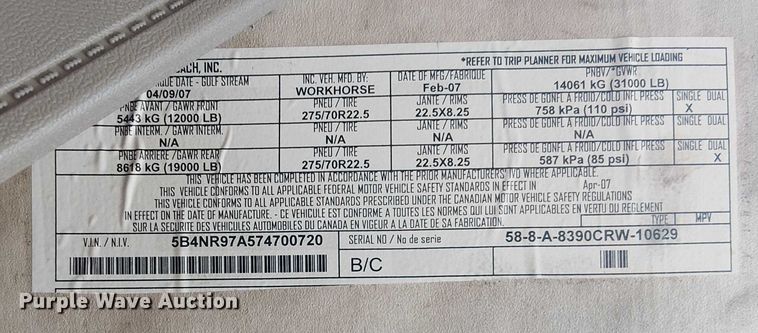 ACH, INC.
*REFER TO TRIP PLANNER FOR MAXIMUM VEHICLE LOADING
QUE DATE - GULF STREAM
04/09/07
INC. VEH. MFD. BY:
WORKHORSE
DATE OF MFG/FABRIQUE
Feb-07
PNBV/*GVWR
14061 kG (31000 LB)
PNBE AVANT / GAWR FRONT
5443 kG (12000 LB)
PNEU / TIRE
275/70R22.5
JANTE / RIMS
22.5X8.25
PRESS DE GONFL A FROID/COLD INFL PRESS
758 kPa (110 psi)
SINGLE DUAL
X
PNBE INTERM. / GAWR INTERM.
N/A
PNEU / TIRE
N/A
JANTE / RIMS
N/A
PRESS DE GONFL A FROID/COLD INFL PRESS
N/A
SINGLE DUAL
PNBE ARRIERE / GAWR REAR
8618 kG (19000 LB)
PNEU / TIRE
275/70R22.5
JANTE / RIMS
22.5X8.25
PRESS DE GONFL A FROID/COLD INFL PRESS
587 kPa (85 psi)
SINGLE DUAL
X
THIS VEHICLE HAS BEEN COMPLETED IN ACCORDANCE WITH THE PRIOR MANUFACTURERS' IVD WHERE APPLICABLE.
THIS VEHICLE CONFORMS TO ALL APPLICABLE FEDERAL MOTOR VEHICLE SAFETY STANDARDS IN EFFECT IN Apr-07
THIS VEHICLE CONFORMS TO ALL APPLICABLE STANDARDS PRESCRIBED UNDER THE CANADIAN MOTOR VEHICLE SAFETY REGULATIONS
IN EFFECT ON THE DATE OF MANUFACTURE. - CE VEHICULE EST CONFORME A TOUTES LES NORMES QUI LUI SONT APPLICABLES EN VERTU DU REGLEMENT
SUR LA SECURITE DES VEHICULES AUTOMOBILES DU CANADA EN VIGUEUR A LA DATE DE SA FABRICATION.
TYPE MPV
V.I.N. / N.I.V. 5B4NR97A574700720 SERIAL NO / No de serie 58-8-A-8390CRW-10629
B/C
Purple Wave Auction